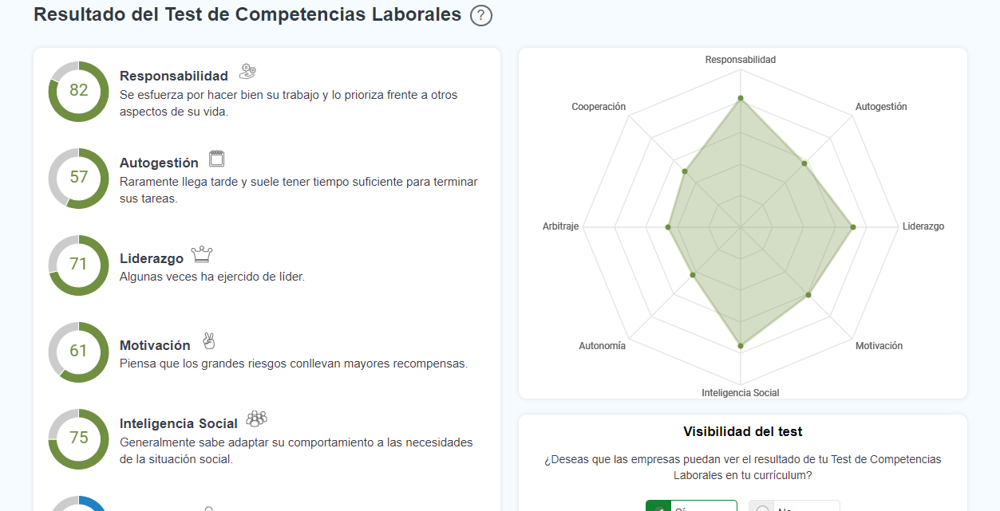 Resultado del Test de Competencias Laborales ?
82
Responsabilidad
Se esfuerza por hacer bien su trabajo y lo prioriza frente a otros
aspectos de su vida.
57
Autogestión
Raramente llega tarde y suele tener tiempo suficiente para terminar
sus tareas.
71
Liderazgo
Algunas veces ha ejercido de líder.
61
Motivación
Piensa que los grandes riesgos conllevan mayores recompensas.
75
Inteligencia Social
Generalmente sabe adaptar su comportamiento a las necesidades
de la situación social.
Responsabilidad
Cooperación
Autogestión
Arbitraje
Liderazgo
Autonomía
Motivación
Inteligencia Social
Visibilidad del test
¿Deseas que las empresas puedan ver el resultado de tu Test de Competencias
Laborales en tu currículum?